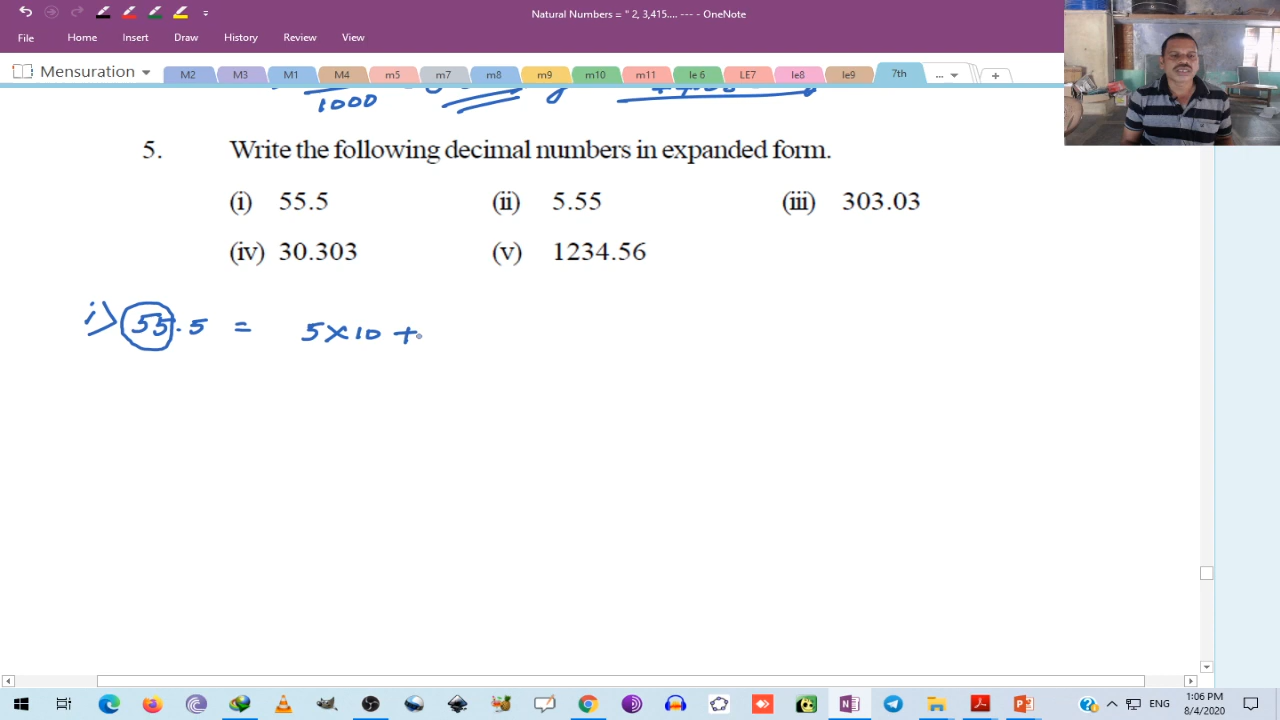 Natural Numbers = " 2, 3,415.... --- - OneNote
File Home Insert Draw History Review View
Mensuration M2 M3 M1 M4 m5 m7 m8 m9 m10 m11 le 6 LE7 le8 le9 7th ... +
1000
5. Write the following decimal numbers in expanded form.
(i) 55.5 (ii) 5.55 (iii) 303.03
(iv) 30.303 (v) 1234.56
i) 55.5 = 5×10 +
ENG 1:06 PM
8/4/2020